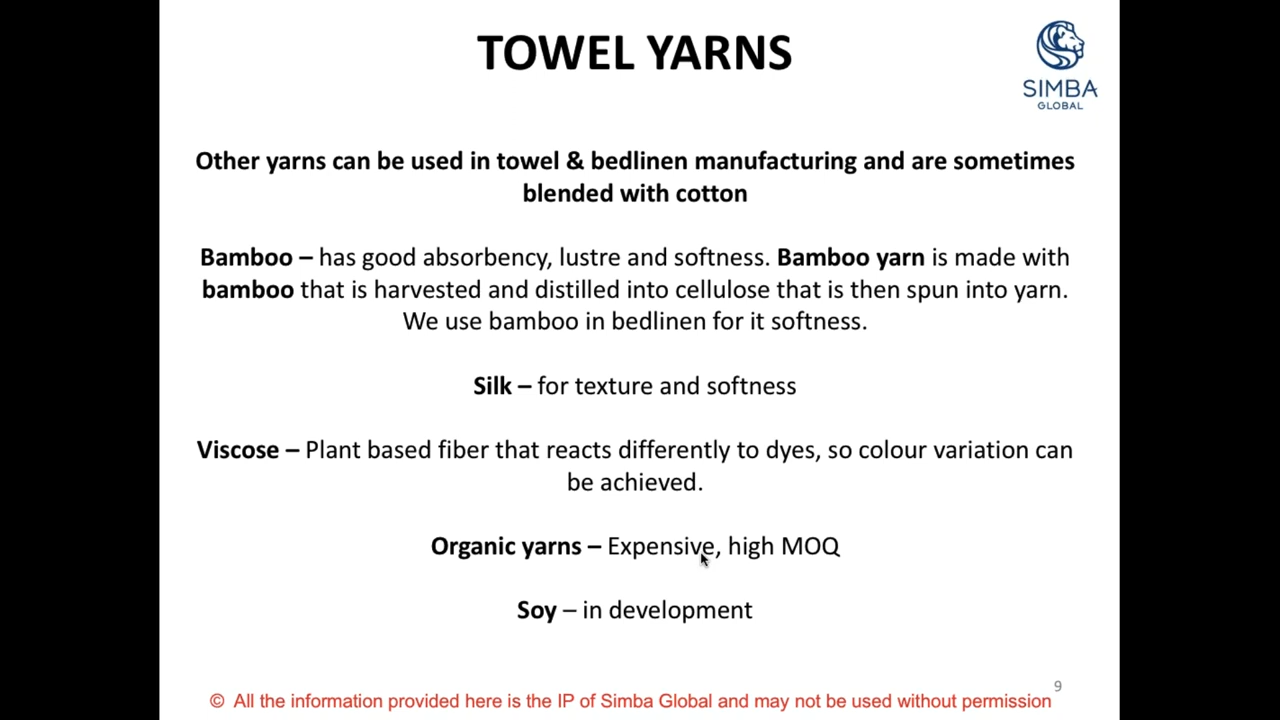 TOWEL YARNS
SIMBA
GLOBAL
Other yarns can be used in towel & bedlinen manufacturing and are sometimes
blended with cotton
Bamboo – has good absorbency, lustre and softness. Bamboo yarn is made with
bamboo that is harvested and distilled into cellulose that is then spun into yarn.
We use bamboo in bedlinen for it softness.
Silk – for texture and softness
Viscose – Plant based fiber that reacts differently to dyes, so colour variation can
be achieved.
Organic yarns – Expensive, high MOQ
Soy – in development
9
© All the information provided here is the IP of Simba Global and may not be used without permission